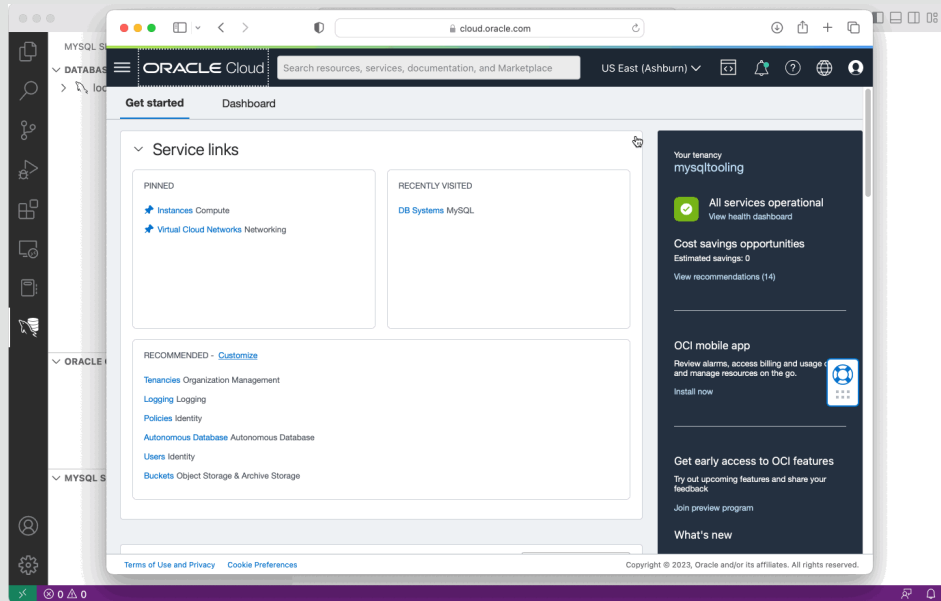 cloud.oracle.com
MYSQL S
DATABAS
loc
ORACLE
MYSQL S
0 0
ORACLE Cloud
Search resources, services, documentation, and Marketplace
US East (Ashburn)
Get started Dashboard
Service links
PINNED
Instances Compute
Virtual Cloud Networks Networking
RECENTLY VISITED
DB Systems MySQL
RECOMMENDED - Customize
Tenancies Organization Management
Logging Logging
Policies Identity
Autonomous Database Autonomous Database
Users Identity
Buckets Object Storage & Archive Storage
Your tenancy
mysqltooling
All services operational
View health dashboard
Cost savings opportunities
Estimated savings: 0
View recommendations (14)
OCI mobile app
Review alarms, access billing and usage
and manage resources on the go.
Install now
Get early access to OCI features
Try out upcoming features and share your
feedback
Join preview program
What's new
Terms of Use and Privacy Cookie Preferences
Copyright © 2023, Oracle and/or its affiliates. All rights reserved.